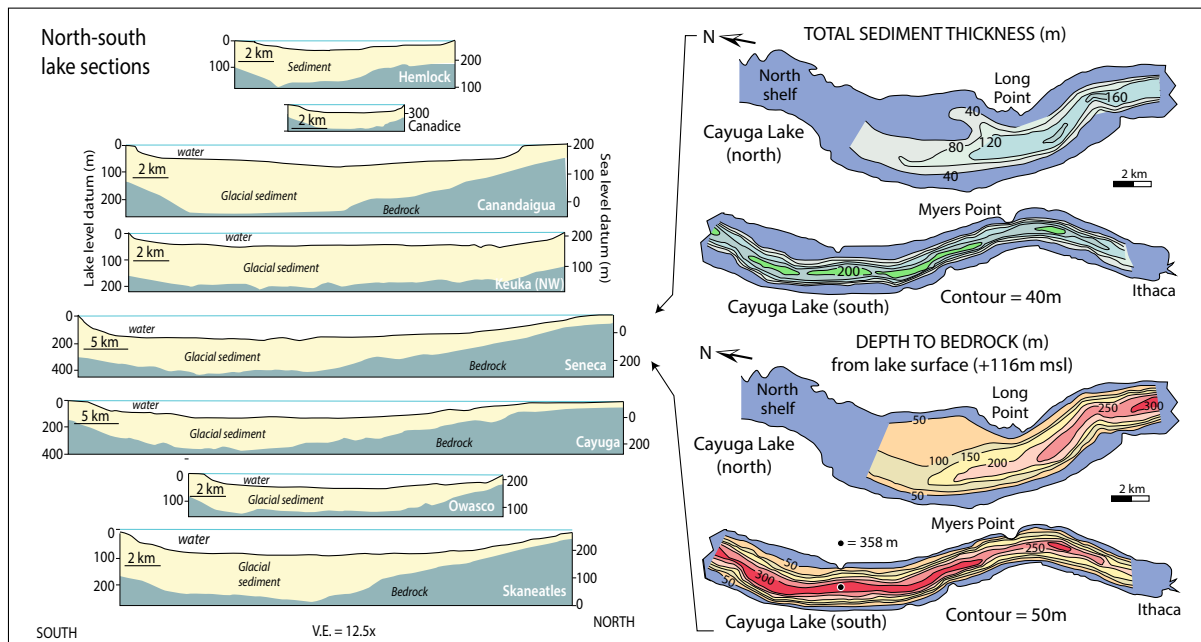 North-south
lake sections
0
100
2 km
Sediment
Hemlock
200
100
2 km
300
Canadice
Lake level datum (m)
0
100
200
water
2 km
Glacial sediment
Bedrock
Canandaigua
200
100
0
Sea level datum (m)
0
100
200
water
2 km
Glacial sediment
Keuka (NW)
200
100
0
200
400
water
5 km
Glacial sediment
Bedrock
Seneca
0
200
0
200
400
water
5 km
Glacial sediment
Bedrock
Cayuga
0
200
0
100
water
2 km
Glacial sediment
Owasco
200
100
0
100
200
water
2 km
Glacial
sediment
Bedrock
Skaneatles
200
100
0
SOUTH
V.E. = 12.5x
NORTH
N
TOTAL SEDIMENT THICKNESS (m)
North
shelf
Long
Point
Cayuga Lake
(north)
40
80
120
160
40
2 km
Myers Point
200
Cayuga Lake (south)
Contour = 40m
Ithaca
N
DEPTH TO BEDROCK (m)
from lake surface (+116m msl)
North
shelf
Long
Point
Cayuga Lake
(north)
50
100
150
200
250
300
50
2 km
Myers Point
= 358 m
50
300
50
250
Cayuga Lake (south)
Contour = 50m
Ithaca